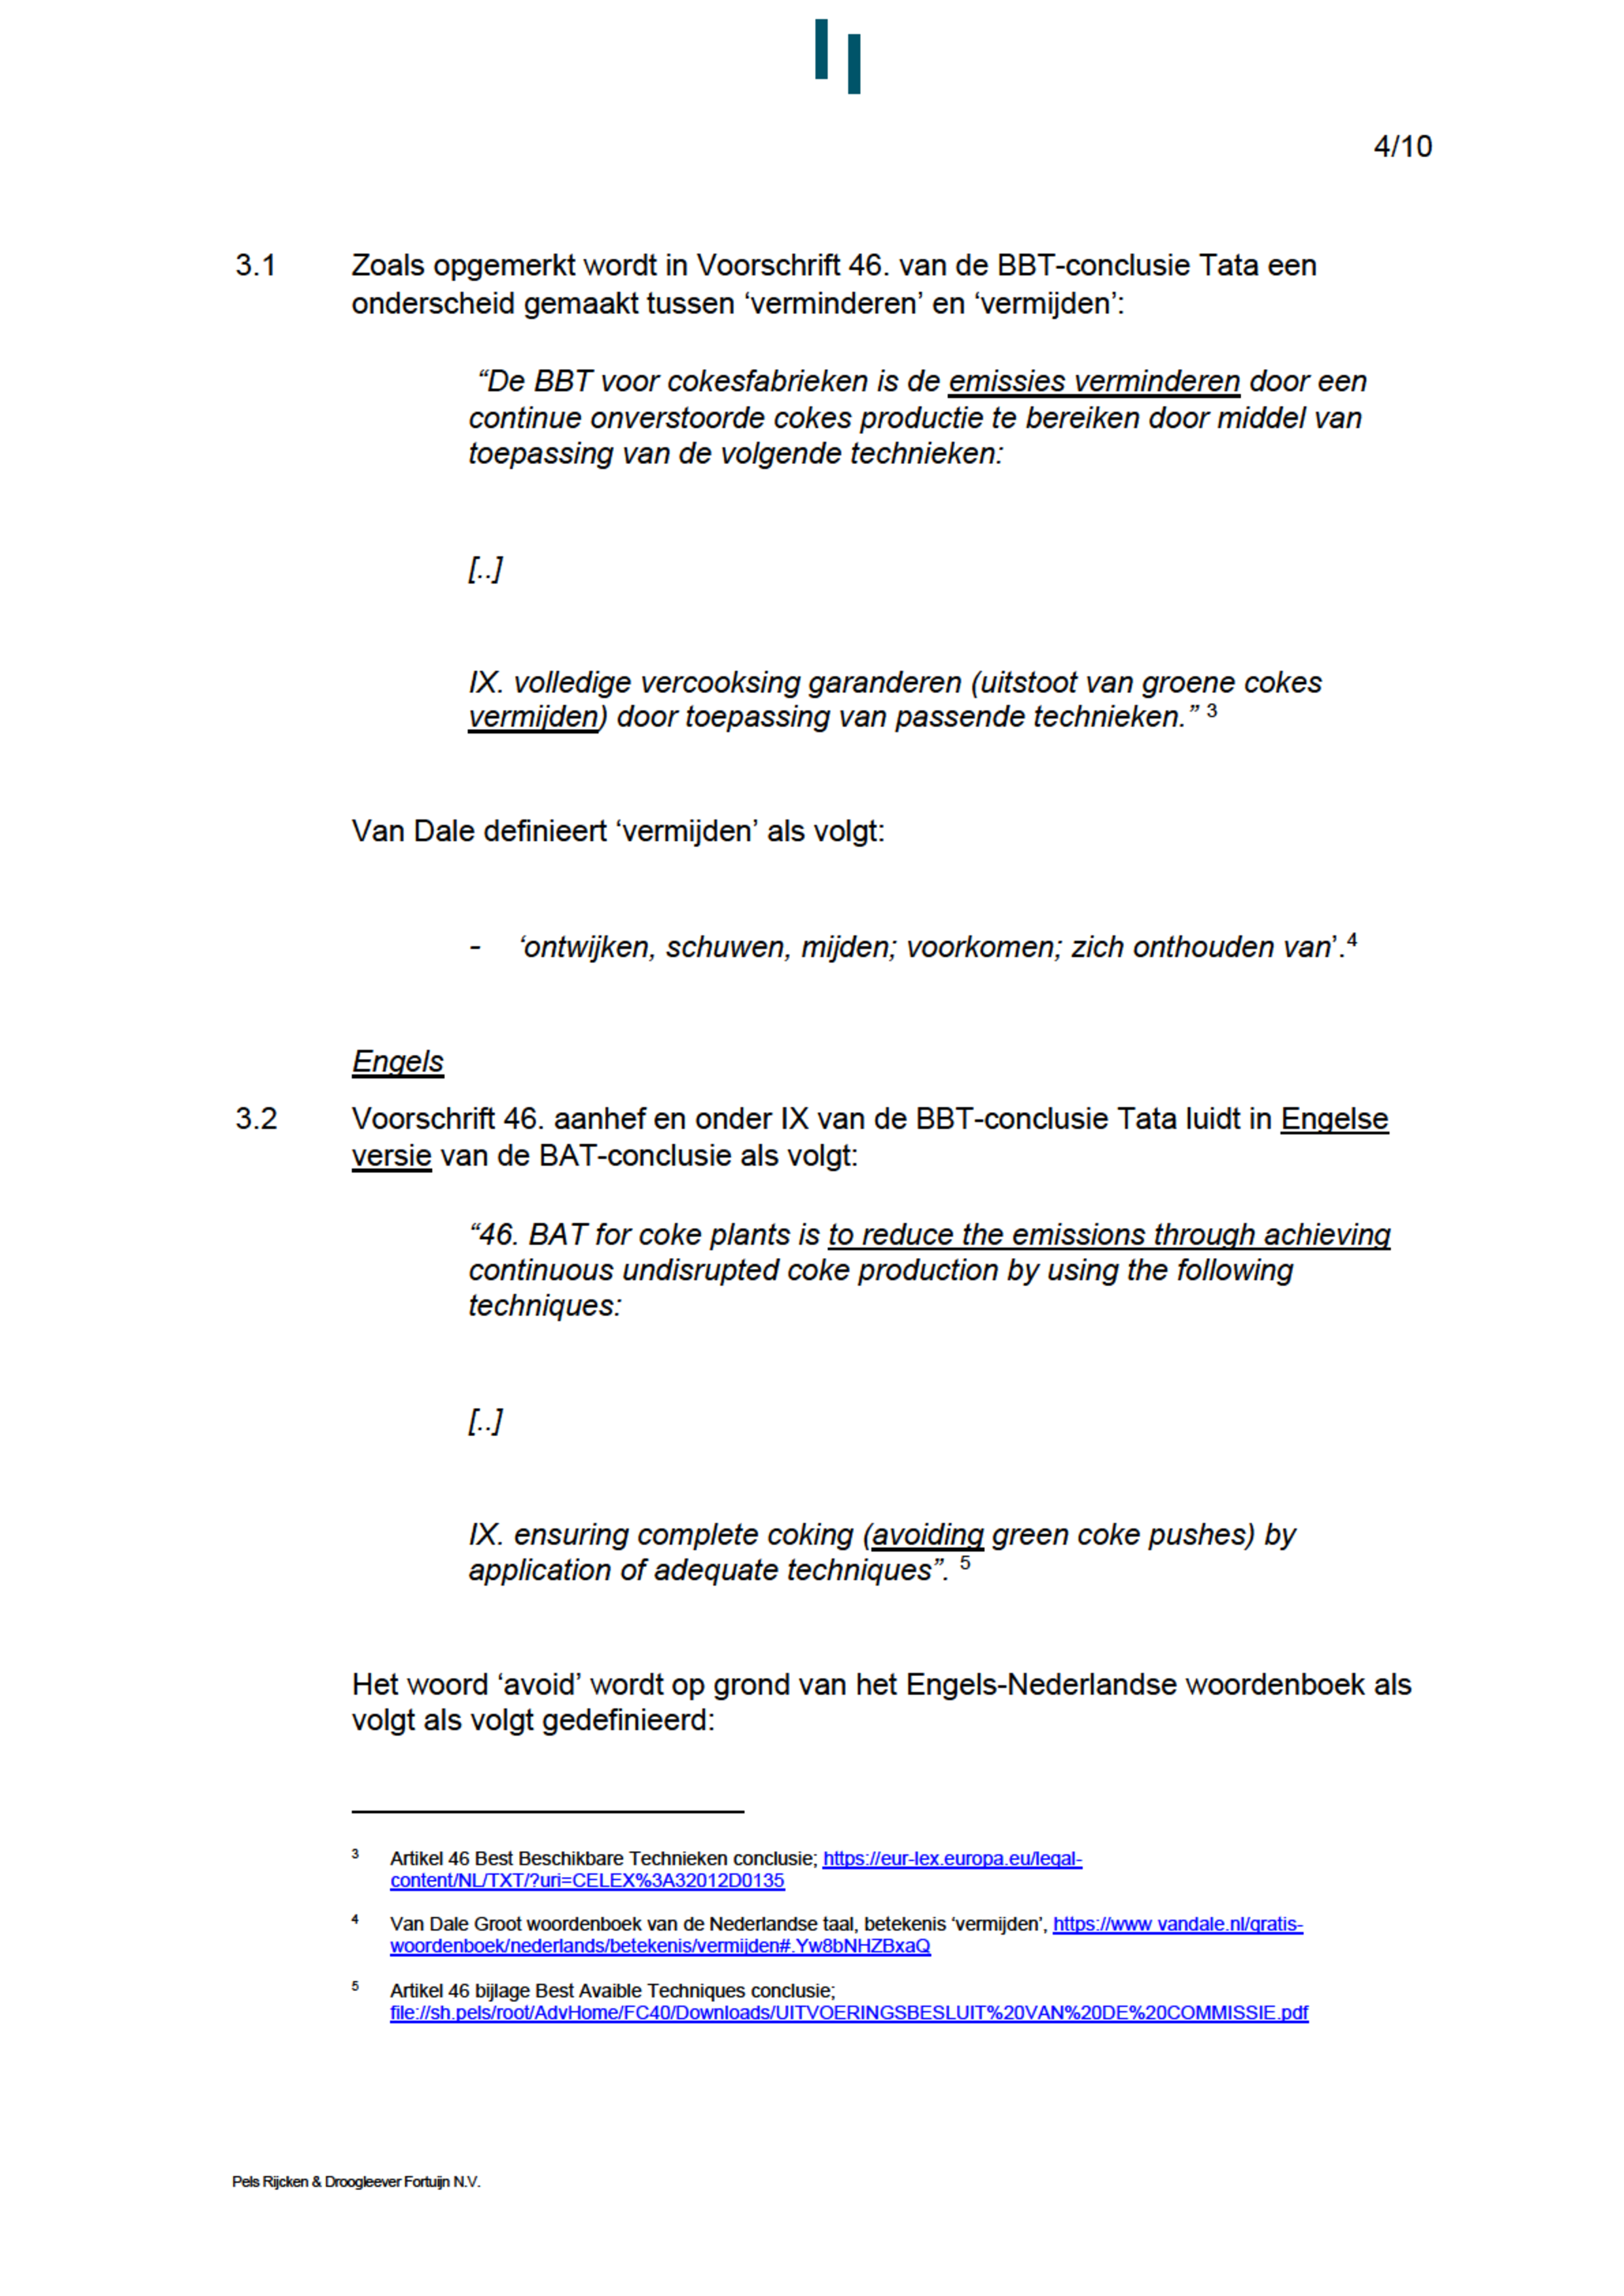 4/10
3.1 Zoals opgemerkt wordt in Voorschrift 46. van de BBT-conclusie Tata een
onderscheid gemaakt tussen ‘verminderen’ en ‘vermijden’:
“De BBT voor cokesfabrieken is de emissies verminderen door een
continue onverstoorde cokes productie te bereiken door middel van
toepassing van de volgende technieken:
[..]
IX. volledige vercooksing garanderen (uitstoot van groene cokes
vermijden) door toepassing van passende technieken.” 3
Van Dale definieert ‘vermijden’ als volgt:
- ‘ontwijken, schuwen, mijden; voorkomen; zich onthouden van’.4
Engels
3.2 Voorschrift 46. aanhef en onder IX van de BBT-conclusie Tata luidt in Engelse
versie van de BAT-conclusie als volgt:
“46. BAT for coke plants is to reduce the emissions through achieving
continuous undisrupted coke production by using the following
techniques:
[..]
IX. ensuring complete coking (avoiding green coke pushes) by
application of adequate techniques”. 5
Het woord ‘avoid’ wordt op grond van het Engels-Nederlandse woordenboek als
volgt als volgt gedefinieerd:
3 Artikel 46 Best Beschikbare Technieken conclusie; https://eur-lex.europa.eu/legal-
content/NL/TXT/?uri=CELEX%3A32012D0135
4 Van Dale Groot woordenboek van de Nederlandse taal, betekenis ‘vermijden’, https://www vandale.nl/gratis-
woordenboek/nederlands/betekenis/vermijden#.Yw8bNHZBxaQ
5 Artikel 46 bijlage Best Avaible Techniques conclusie;
file://sh.pels/root/AdvHome/FC40/Downloads/UITVOERINGSBESLUIT%20VAN%20DE%20COMMISSIE.pdf
Pels Rijcken & Droogleever Fortuijn N.V.